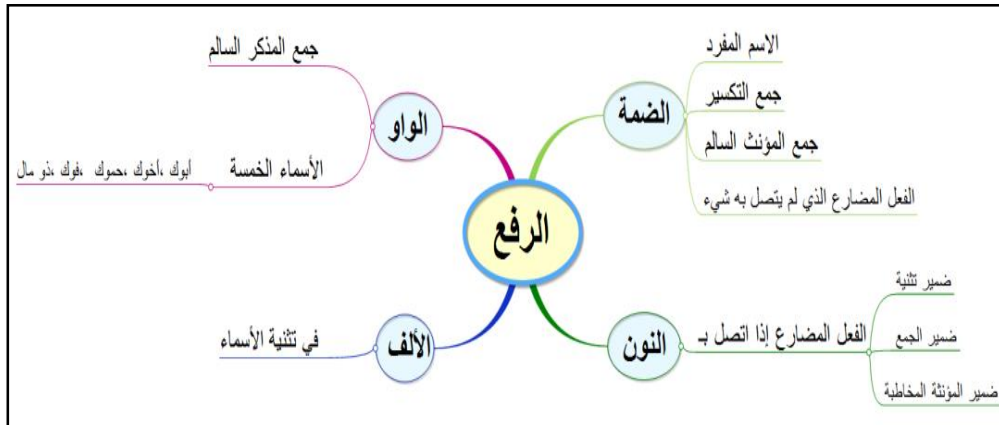 الرفع
الضمة
الاسم المفرد
جمع التكسير
جمع المؤنث السالم
الفعل المضارع الذي لم يتصل به شيء
النون
الفعل المضارع إذا اتصل بـ
ضمير تثنية
ضمير الجمع
ضمير المؤنثة المخاطبة
الواو
جمع المذكر السالم
الأسماء الخمسة
أبوك ،أخوك ،حموك ،فوك ،ذو مال
الألف
في تثنية الأسماء